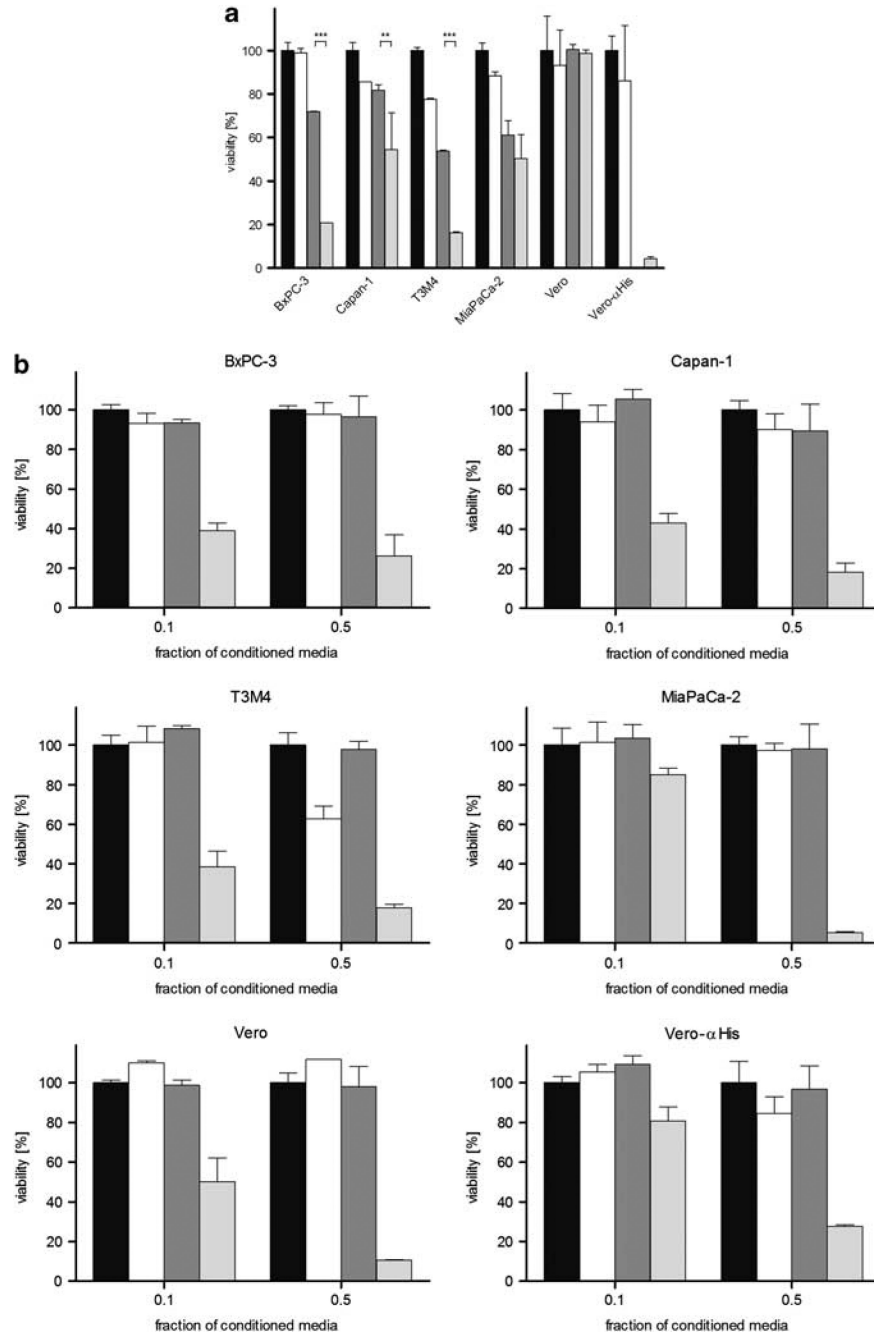 a
***
**
***
100
80
60
40
20
0
viability [%]
BxPC-3
Capan-1
T3M4
MiaPaCa-2
Vero
Vero-αHis
b
BxPC-3
100
80
60
40
20
0
viability [%]
0.1
0.5
fraction of conditioned media
Capan-1
100
80
60
40
20
0
viability [%]
0.1
0.5
fraction of conditioned media
T3M4
100
80
60
40
20
0
viability [%]
0.1
0.5
fraction of conditioned media
MiaPaCa-2
100
80
60
40
20
0
viability [%]
0.1
0.5
fraction of conditioned media
Vero
100
80
60
40
20
0
viability [%]
0.1
0.5
fraction of conditioned media
Vero-αHis
100
80
60
40
20
0
viability [%]
0.1
0.5
fraction of conditioned media